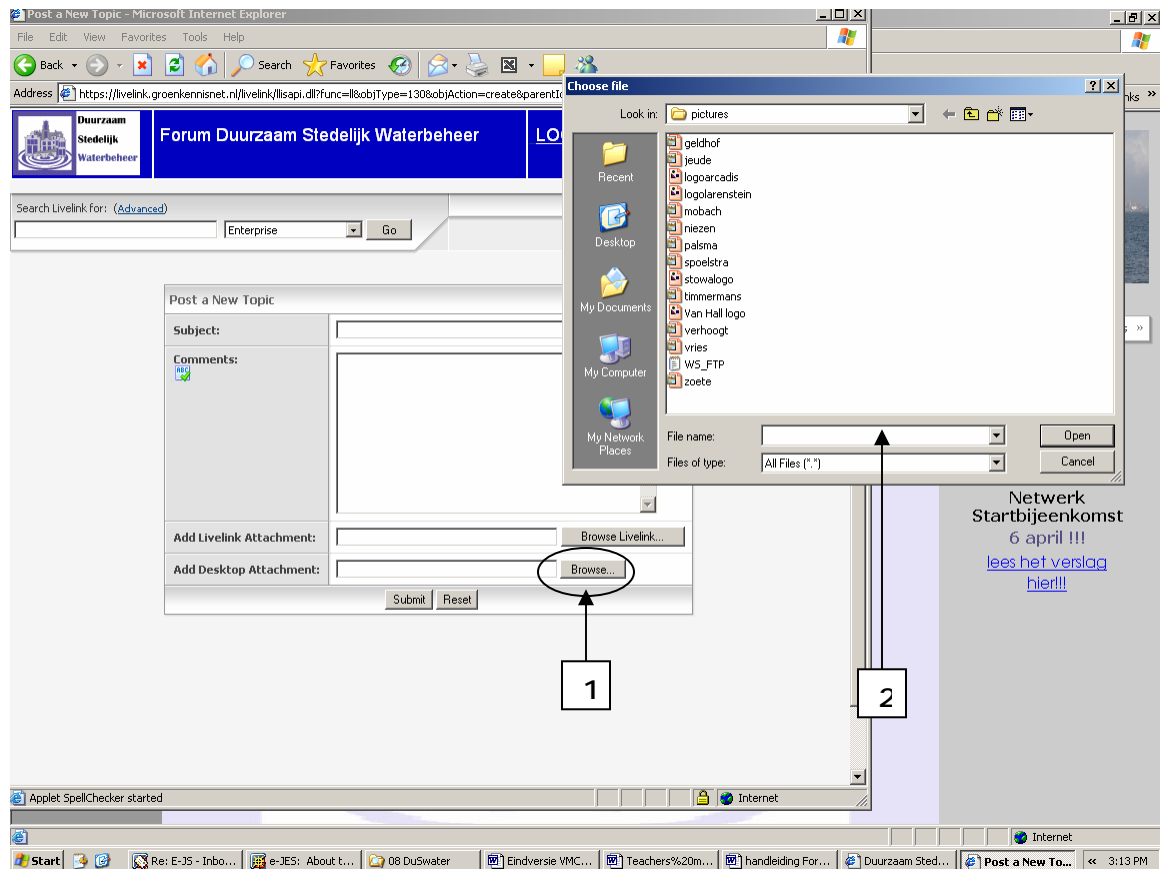 Post a New Topic - Microsoft Internet Explorer
File Edit View Favorites Tools Help
Back Search Favorites
Address https://livelink.groenkennisnet.nl/livelink/llisapi.dll?func=ll&objType=130&objAction=create&parentI
nks »
Duurzaam
Stedelijk
Waterbeheer
Forum Duurzaam Stedelijk Waterbeheer
LO
Search Livelink for: (Advanced)
Enterprise
Go
Post a New Topic
Subject:
Comments:
ABC
Add Livelink Attachment:
Browse Livelink...
Add Desktop Attachment:
Browse...
Submit Reset
1
2
Choose file
Look in: pictures
Recent
Desktop
My Documents
My Computer
My Network
Places
geldhof
jeude
logoarcadis
logolarenstein
mobach
niezen
palsma
spoelstra
stowalogo
timmermans
Van Hall logo
verhoogt
vries
WS_FTP
zoete
File name:
Open
Files of type: All Files (*.*)
Cancel
s »
Netwerk
Startbijeenkomst
6 april !!!
lees het verslag
hier!!!
Applet SpellChecker started
Internet
Internet
Start
Re: E-JS - Inbo...
e-JES: About t...
08 DuSwater
Eindversie VMC...
Teachers%20m...
handleiding For...
Duurzaam Sted...
Post a New To...
« 3:13 PM